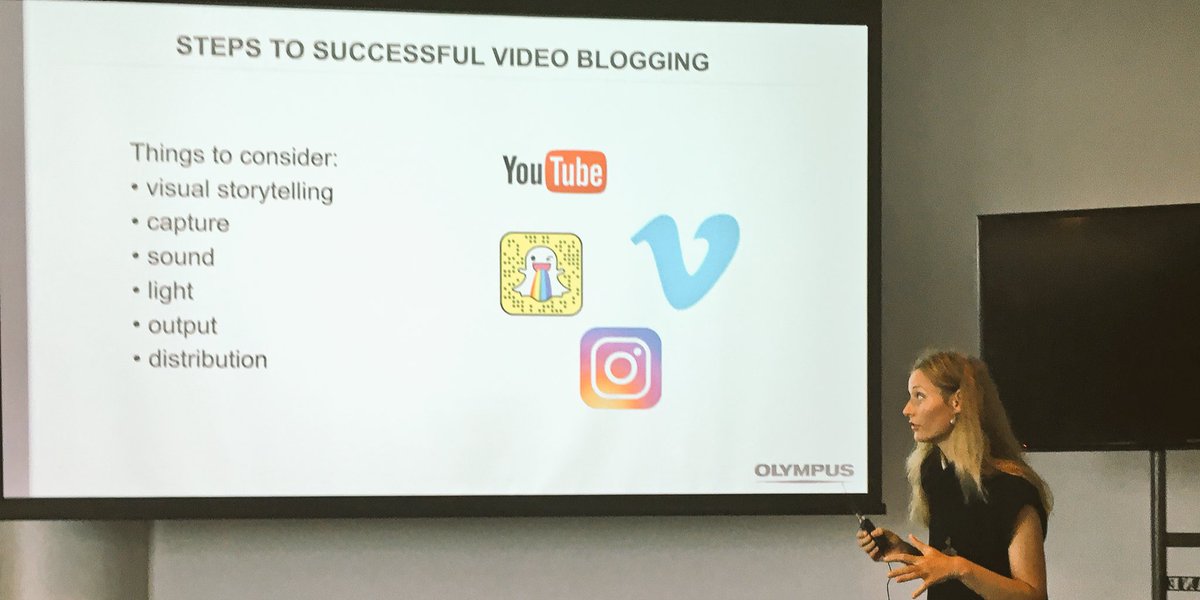 STEPS TO SUCCESSFUL VIDEO BLOGGING
Things to consider:
• visual storytelling
• capture
• sound
• light
• output
• distribution
YouTube
OLYMPUS